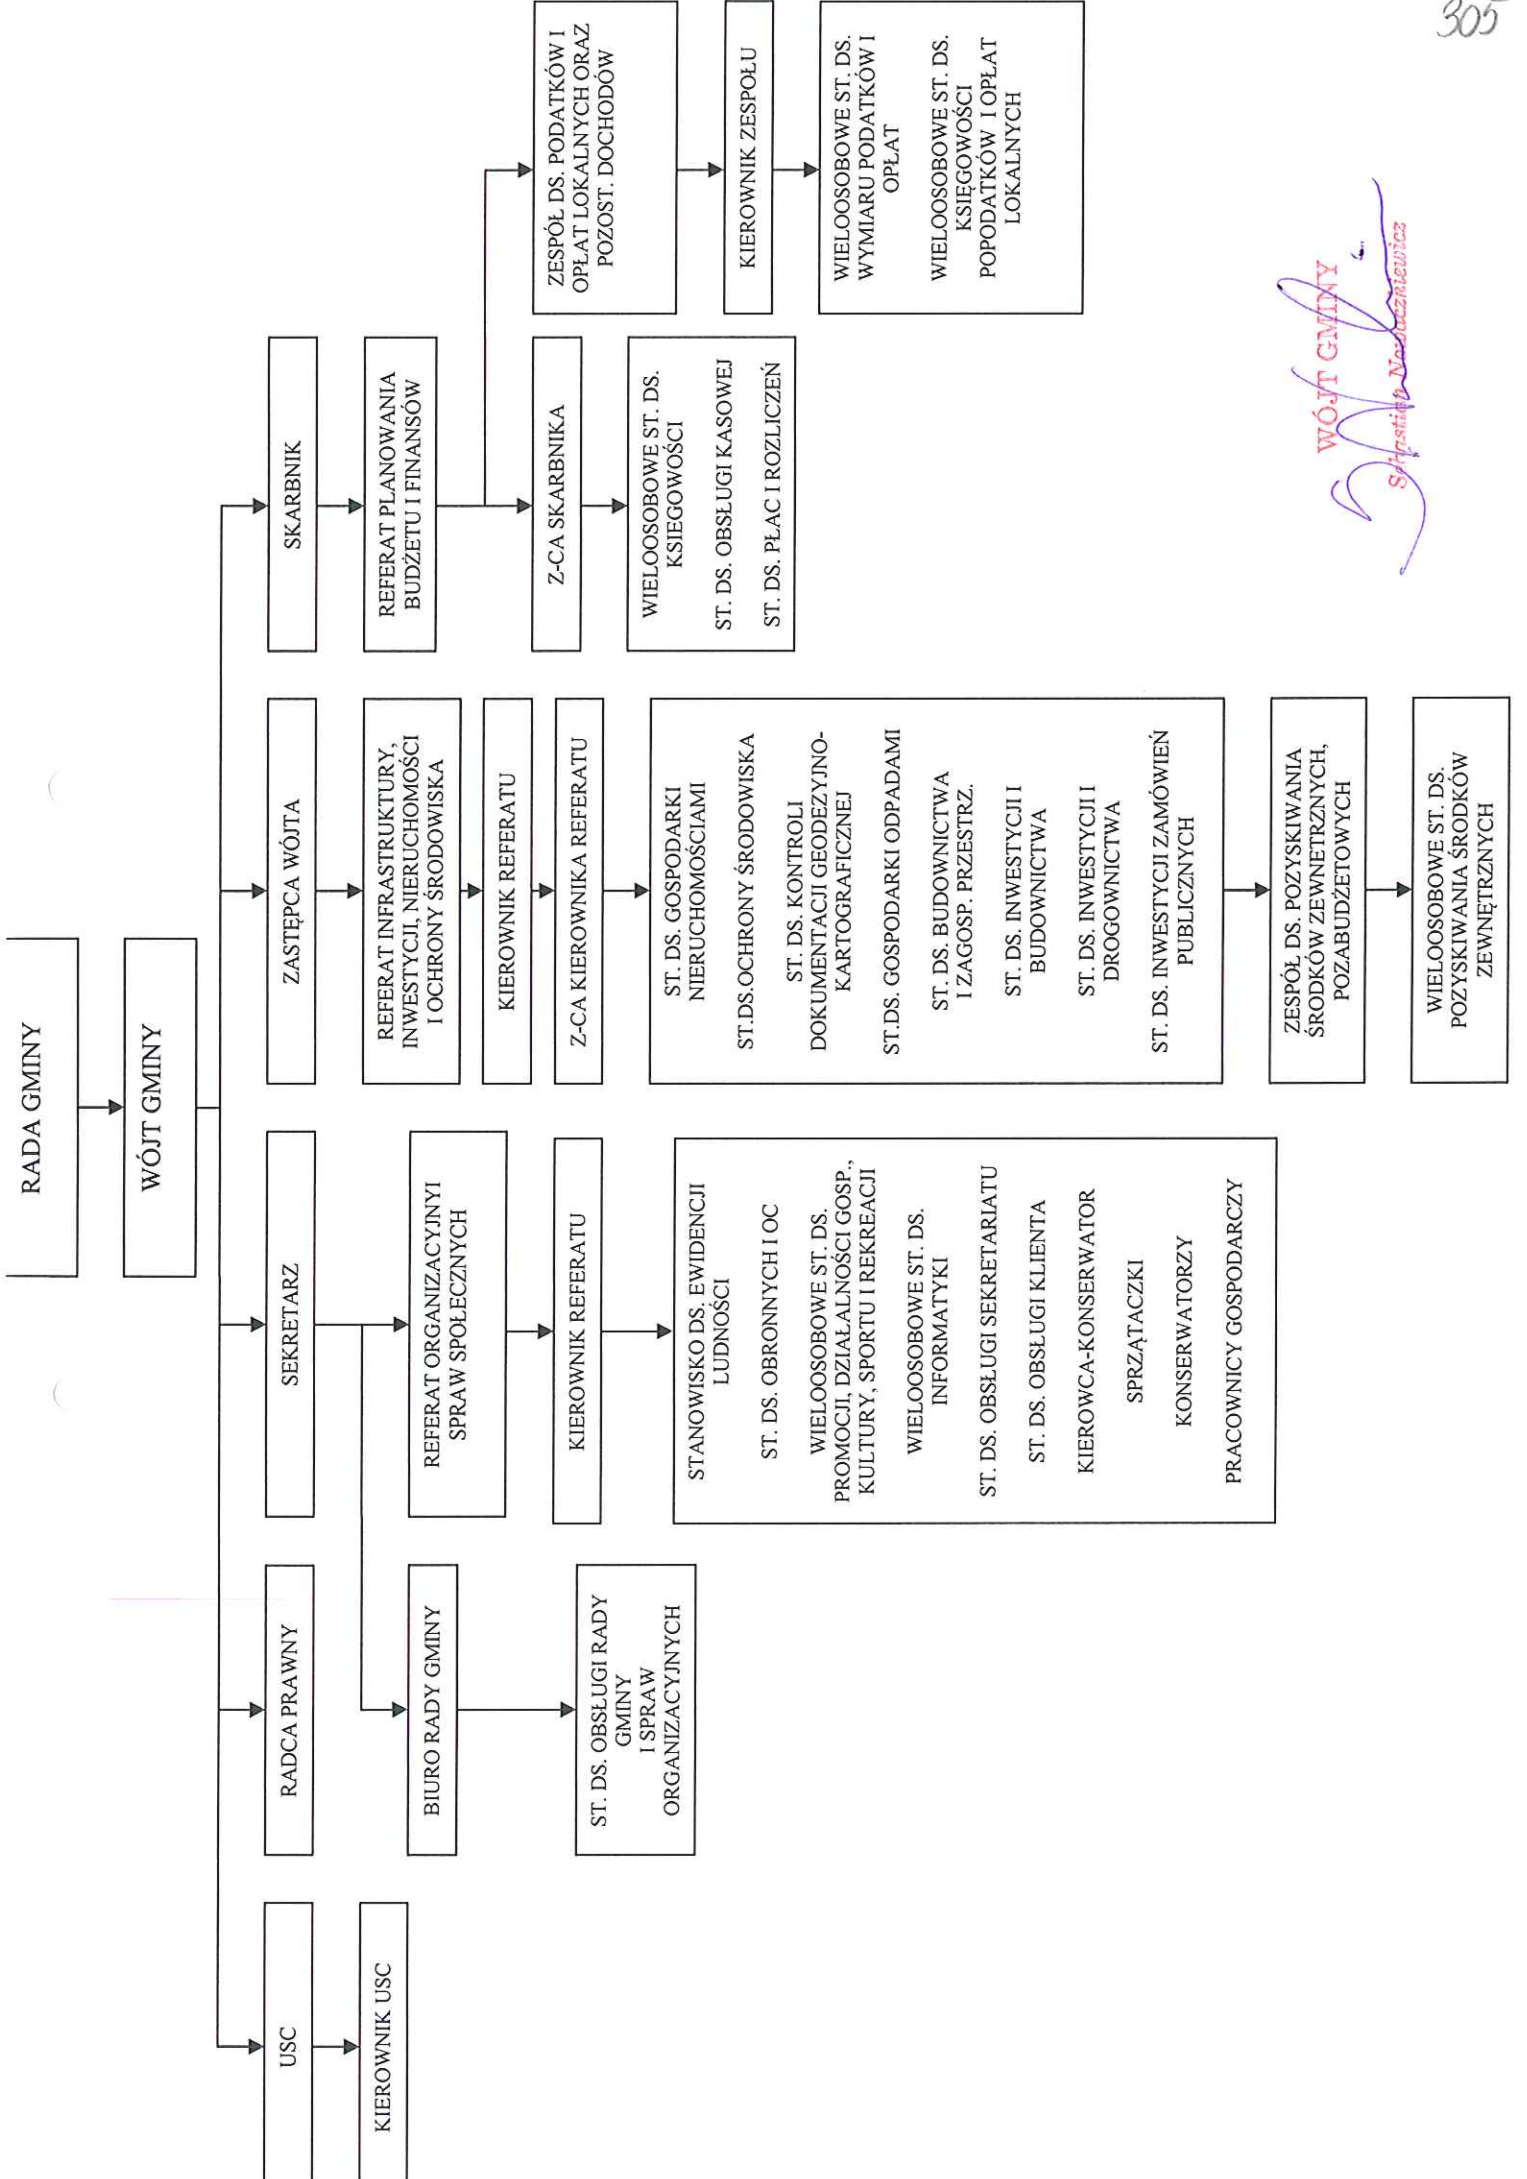 RADA GMINY
WÓJT GMINY
USC
KIEROWNIK USC
RADCA PRAWNY
SEKRETARZ
BIURO RADY GMINY
ST. DS. OBSŁUGI RADY
GMINY
I SPRAW
ORGANIZACYJNYCH
REFERAT ORGANIZACYJNYI
SPRAW SPOŁECZNYCH
KIEROWNIK REFERATU
STANOWISKO DS. EWIDENCJI
LUDNOŚCI
ST. DS. OBRONNYCH I OC
WIELOOSOBOWE ST. DS.
PROMOCJI, DZIAŁALNOŚCI GOSP.,
KULTURY, SPORTU I REKREACJI
WIELOOSOBOWE ST. DS.
INFORMATYKI
ST. DS. OBSŁUGI SEKRETARIATU
ST. DS. OBSŁUGI KLIENTA
KIEROWCA-KONSERWATOR
SPRZĄTACZKI
KONSERWATORZY
PRACOWNICY GOSPODARCZY
ZASTĘPCA WÓJTA
REFERAT INFRASTRUKTURY,
INWESTYCJI, NIERUCHOMOŚCI
I OCHRONY ŚRODOWISKA
KIEROWNIK REFERATU
Z-CA KIEROWNIKA REFERATU
ST. DS. GOSPODARKI
NIERUCHOMOŚCIAMI
ST.DS.OCHRONY ŚRODOWISKA
ST. DS. KONTROLI
DOKUMENTACJI GEODEZYJNO-
KARTOGRAFICZNEJ
ST.DS. GOSPODARKI ODPADAMI
ST. DS. BUDOWNICTWA
I ZAGOSP. PRZESTRZ.
ST. DS. INWESTYCJI I
BUDOWNICTWA
ST. DS. INWESTYCJI I
DROGOWNICTWA
ST. DS. INWESTYCJI ZAMÓWIEŃ
PUBLICZNYCH
ZESPÓŁ DS. POZYSKIWANIA
ŚRODKÓW ZEWNETRZNYCH,
POZABUDŻETOWYCH
WIELOOSOBOWE ST. DS.
POZYSKIWANIA ŚRODKÓW
ZEWNĘTRZNYCH
SKARBNIK
REFERAT PLANOWANIA
BUDŻETU I FINANSÓW
Z-CA SKARBNIKA
WIELOOSOBOWE ST. DS.
KSIEGOWOŚCI
ST. DS. OBSŁUGI KASOWEJ
ST. DS. PŁAC I ROZLICZEŃ
ZESPÓŁ DS. PODATKÓW I
OPŁAT LOKALNYCH ORAZ
POZOST. DOCHODÓW
KIEROWNIK ZESPOŁU
WIELOOSOBOWE ST. DS.
WYMIARU PODATKÓW I
OPŁAT
WIELOOSOBOWE ST. DS.
KSIĘGOWOŚCI
POPODATKÓW I OPŁAT
LOKALNYCH
WÓJT GMINY
305